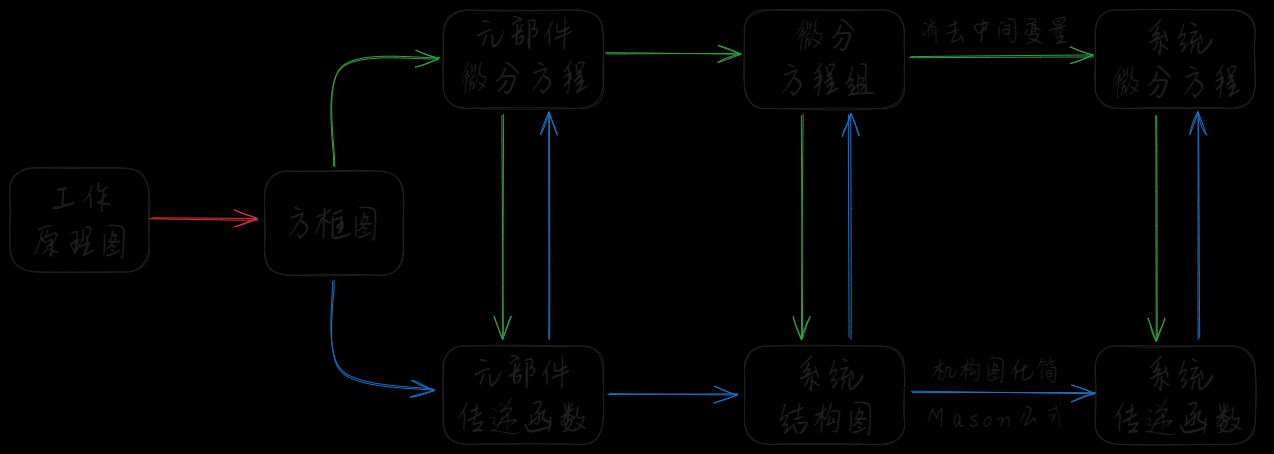 元部件
微分方程
微分
方程组
消去中间变量
系统
微分方程
工作
原理图
方框图
元部件
传递函数
系统
结构图
机构图化简
Mason公式
系统
传递函数